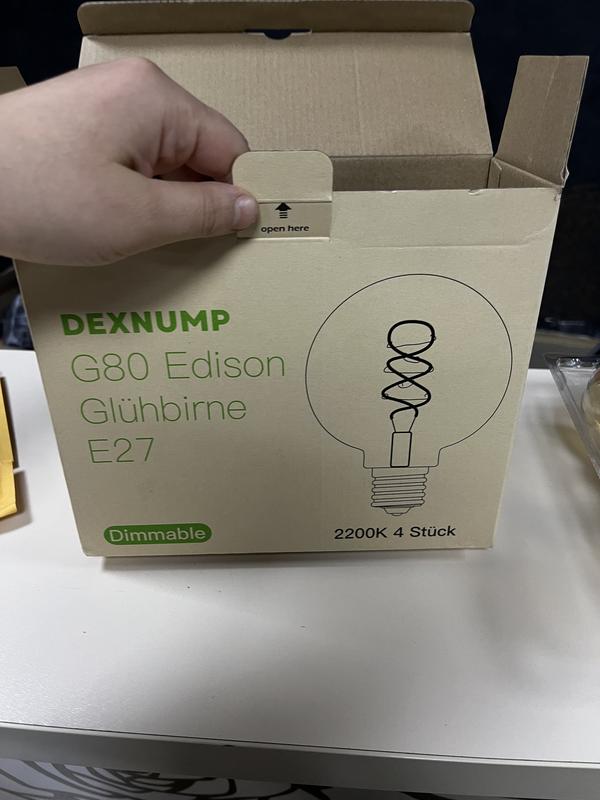 open here
DEXNUMP
G80 Edison
Glühbirne
E27
Dimmable
2200K 4 Stück